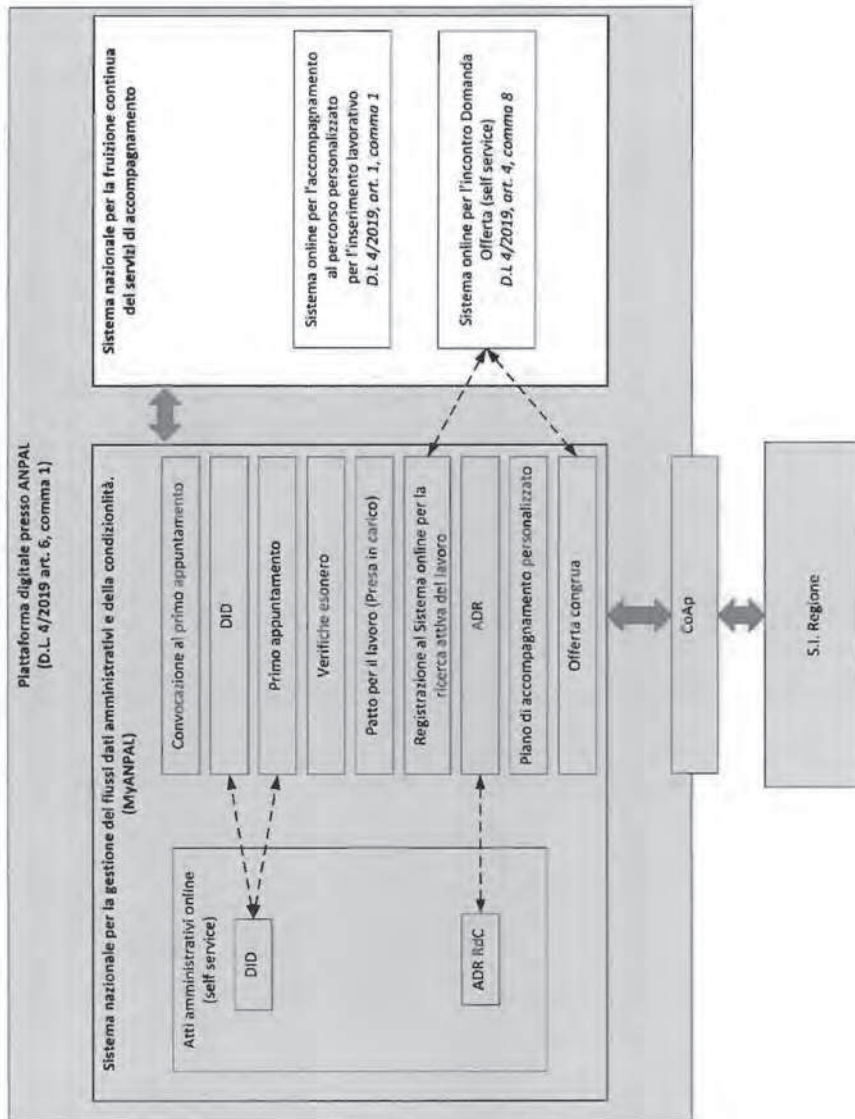 Piattaforma digitale presso ANPAL
(D.L. 4/2019 art. 6, comma 1)
Sistema nazionale per la gestione dei flussi dati amministrativi e della condizionlità.
(MyANPAL)
Atti amministrativi online
(self service)
DID
ADR RdC
Convocazione al primo appuntamento
DID
Primo appuntamento
Verifiche esonero
Patto per il lavoro (Presa in carico)
Registrazione al Sistema online per la
ricerca attiva del lavoro
ADR
Piano di accompagnamento personalizzato
Offerta congrua
Sistema nazionale per la fruizione continua
del servizi di accompagnamento
Sistema online per l'accompagnamento
al percorso personalizzato
per l'inserimento lavorativo
D.L 4/2019, art. 1, comma 1
Sistema online per l'incontro Domanda
Offerta (self service)
D.L 4/2019, art. 4, comma 8
CoAp
S.I. Regione